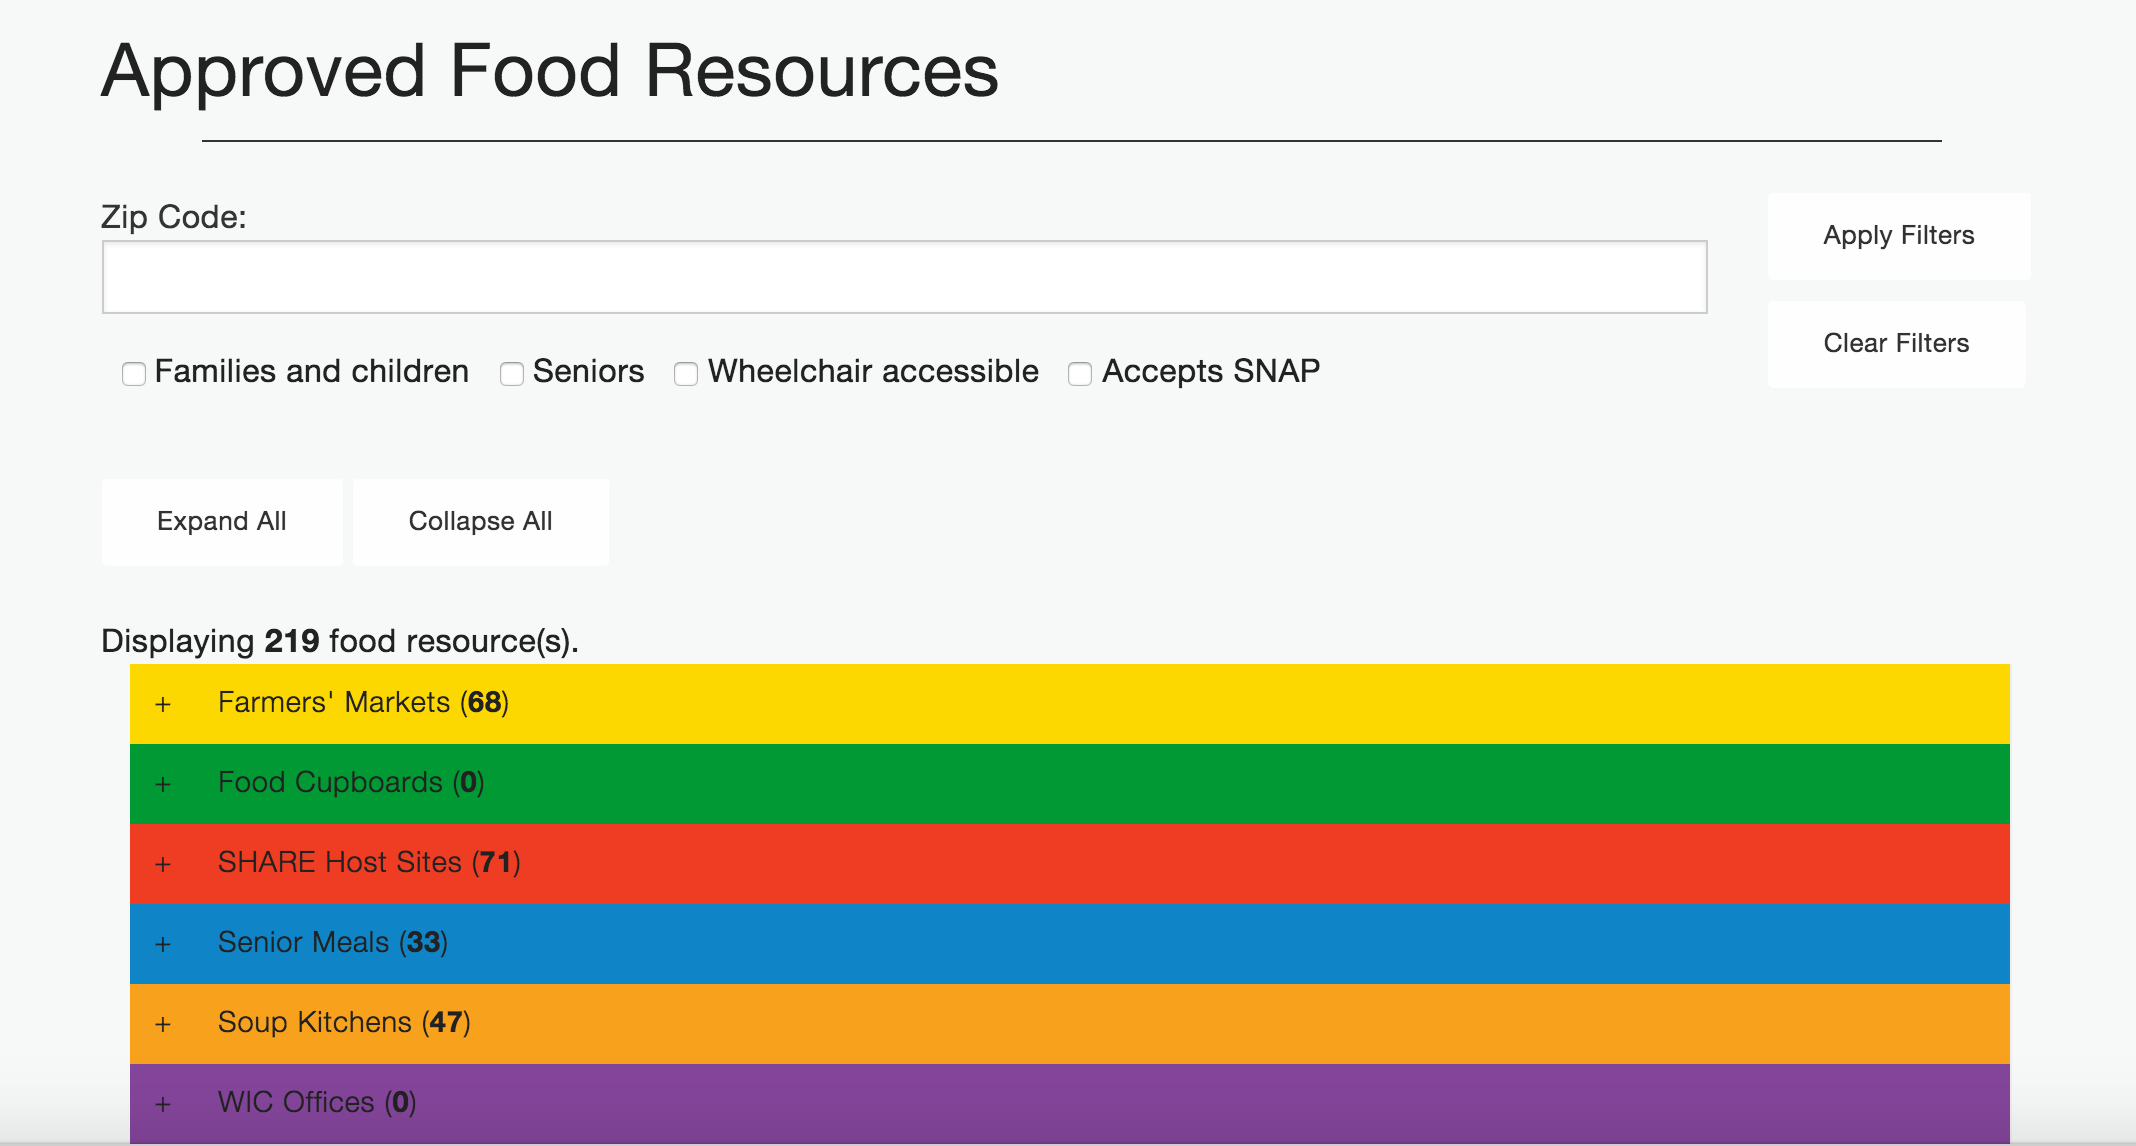 Approved Food Resources
Zip Code:
Apply Filters
Clear Filters
Families and children Seniors Wheelchair accessible Accepts SNAP
Expand All Collapse All
Displaying 219 food resource(s).
+ Farmers' Markets (68)
+ Food Cupboards (0)
+ SHARE Host Sites (71)
+ Senior Meals (33)
+ Soup Kitchens (47)
+ WIC Offices (0)